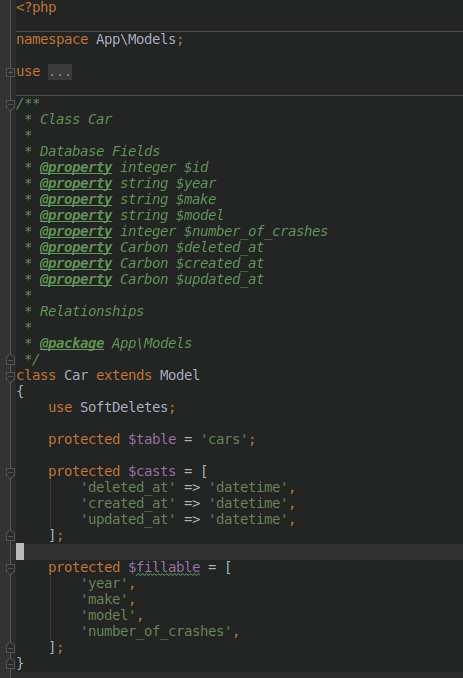 <?php
namespace App\Models;
use ...
/**
 * Class Car
 *
 * Database Fields
 * @property integer $id
 * @property string $year
 * @property string $make
 * @property string $model
 * @property integer $number_of_crashes
 * @property Carbon $deleted_at
 * @property Carbon $created_at
 * @property Carbon $updated_at
 *
 * Relationships
 *
 * @package App\Models
 */
class Car extends Model
{
    use SoftDeletes;
    protected $table = 'cars';
    protected $casts = [
        'deleted_at' => 'datetime',
        'created_at' => 'datetime',
        'updated_at' => 'datetime',
    ];
    protected $fillable = [
        'year',
        'make',
        'model',
        'number_of_crashes',
    ];
}